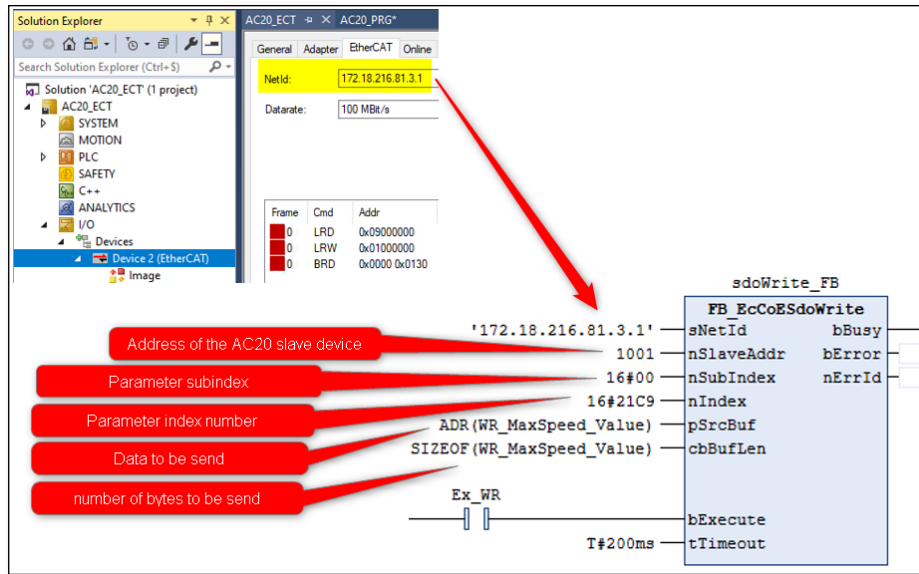 Solution Explorer
AC20_ECT AC20_PRG*
Search Solution Explorer (Ctrl+$)
Solution 'AC20_ECT' (1 project)
AC20_ECT
SYSTEM
MOTION
PLC
SAFETY
C++
ANALYTICS
I/O
Devices
Device 2 (EtherCAT)
Image
General Adapter EtherCAT Online
NetId: 172.18.216.81.3.1
Datarate: 100 MBit/s
Frame Cmd Addr
0 LRD 0x09000000
0 LRW 0x01000000
0 BRD 0x0000 0x0130
sdoWrite_FB
FB_EcCoESdoWrite
'172.18.216.81.3.1' sNetId bBusy
Address of the AC20 slave device
1001 nSlaveAddr bError
Parameter subindex
16#00 nSubIndex nErrId
Parameter index number
16#21C9 nIndex
Data to be send
ADR(WR_MaxSpeed_Value) pSrcBuf
number of bytes to be send
SIZEOF(WR_MaxSpeed_Value) cbBufLen
Ex_WR
bExecute
T#200ms tTimeout